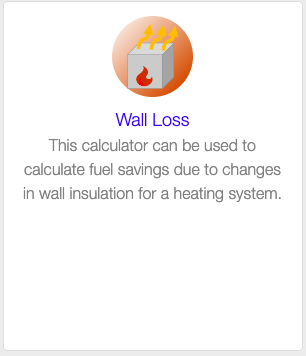 Wall Loss
This calculator can be used to
calculate fuel savings due to changes
in wall insulation for a heating system.